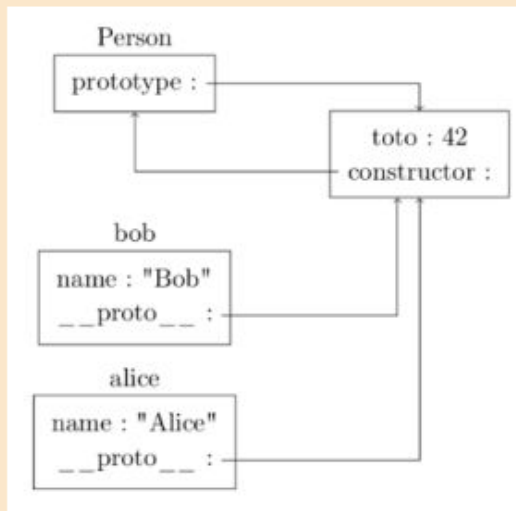 Person
prototype :
toto : 42
constructor :
bob
name : "Bob"
__proto__ :
alice
name : "Alice"
__proto__ :